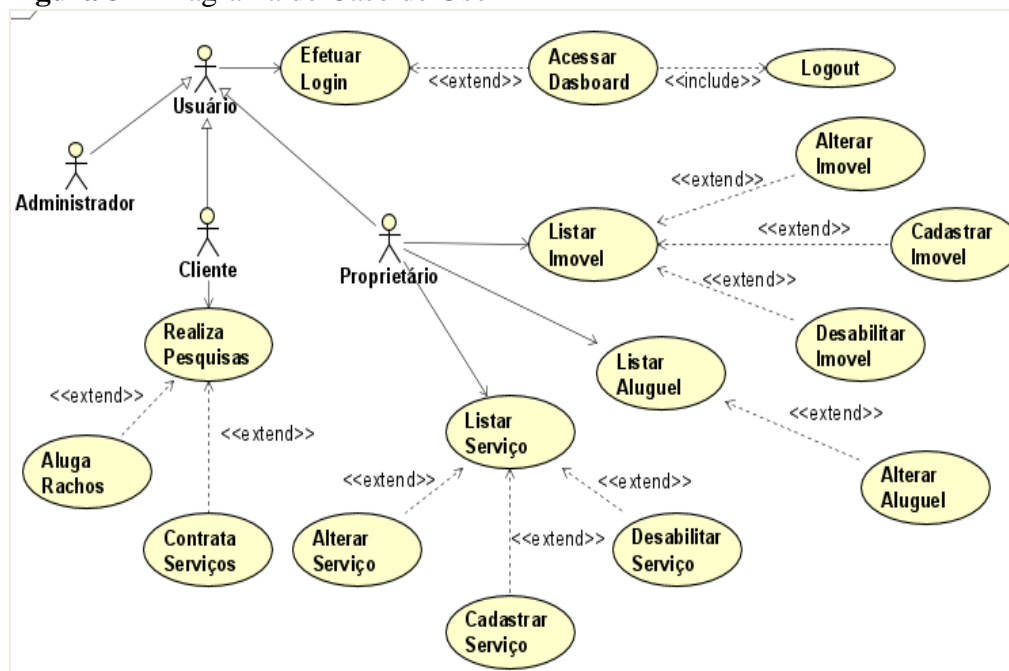 Efetuar
Login
<<extend>>
Acessar
Dasboard
<<include>>
Logout
Usuário
Administrador
Cliente
Proprietário
Alterar
Imovel
<<extend>>
Listar
Imovel
<<extend>>
Cadastrar
Imovel
<<extend>>
Desabilitar
Imovel
Realiza
Pesquisas
<<extend>>
<<extend>>
Aluga
Rachos
Contrata
Serviços
Listar
Aluguel
<<extend>>
Alterar
Aluguel
Listar
Serviço
<<extend>>
<<extend>>
<<extend>>
Alterar
Serviço
Desabilitar
Serviço
Cadastrar
Serviço